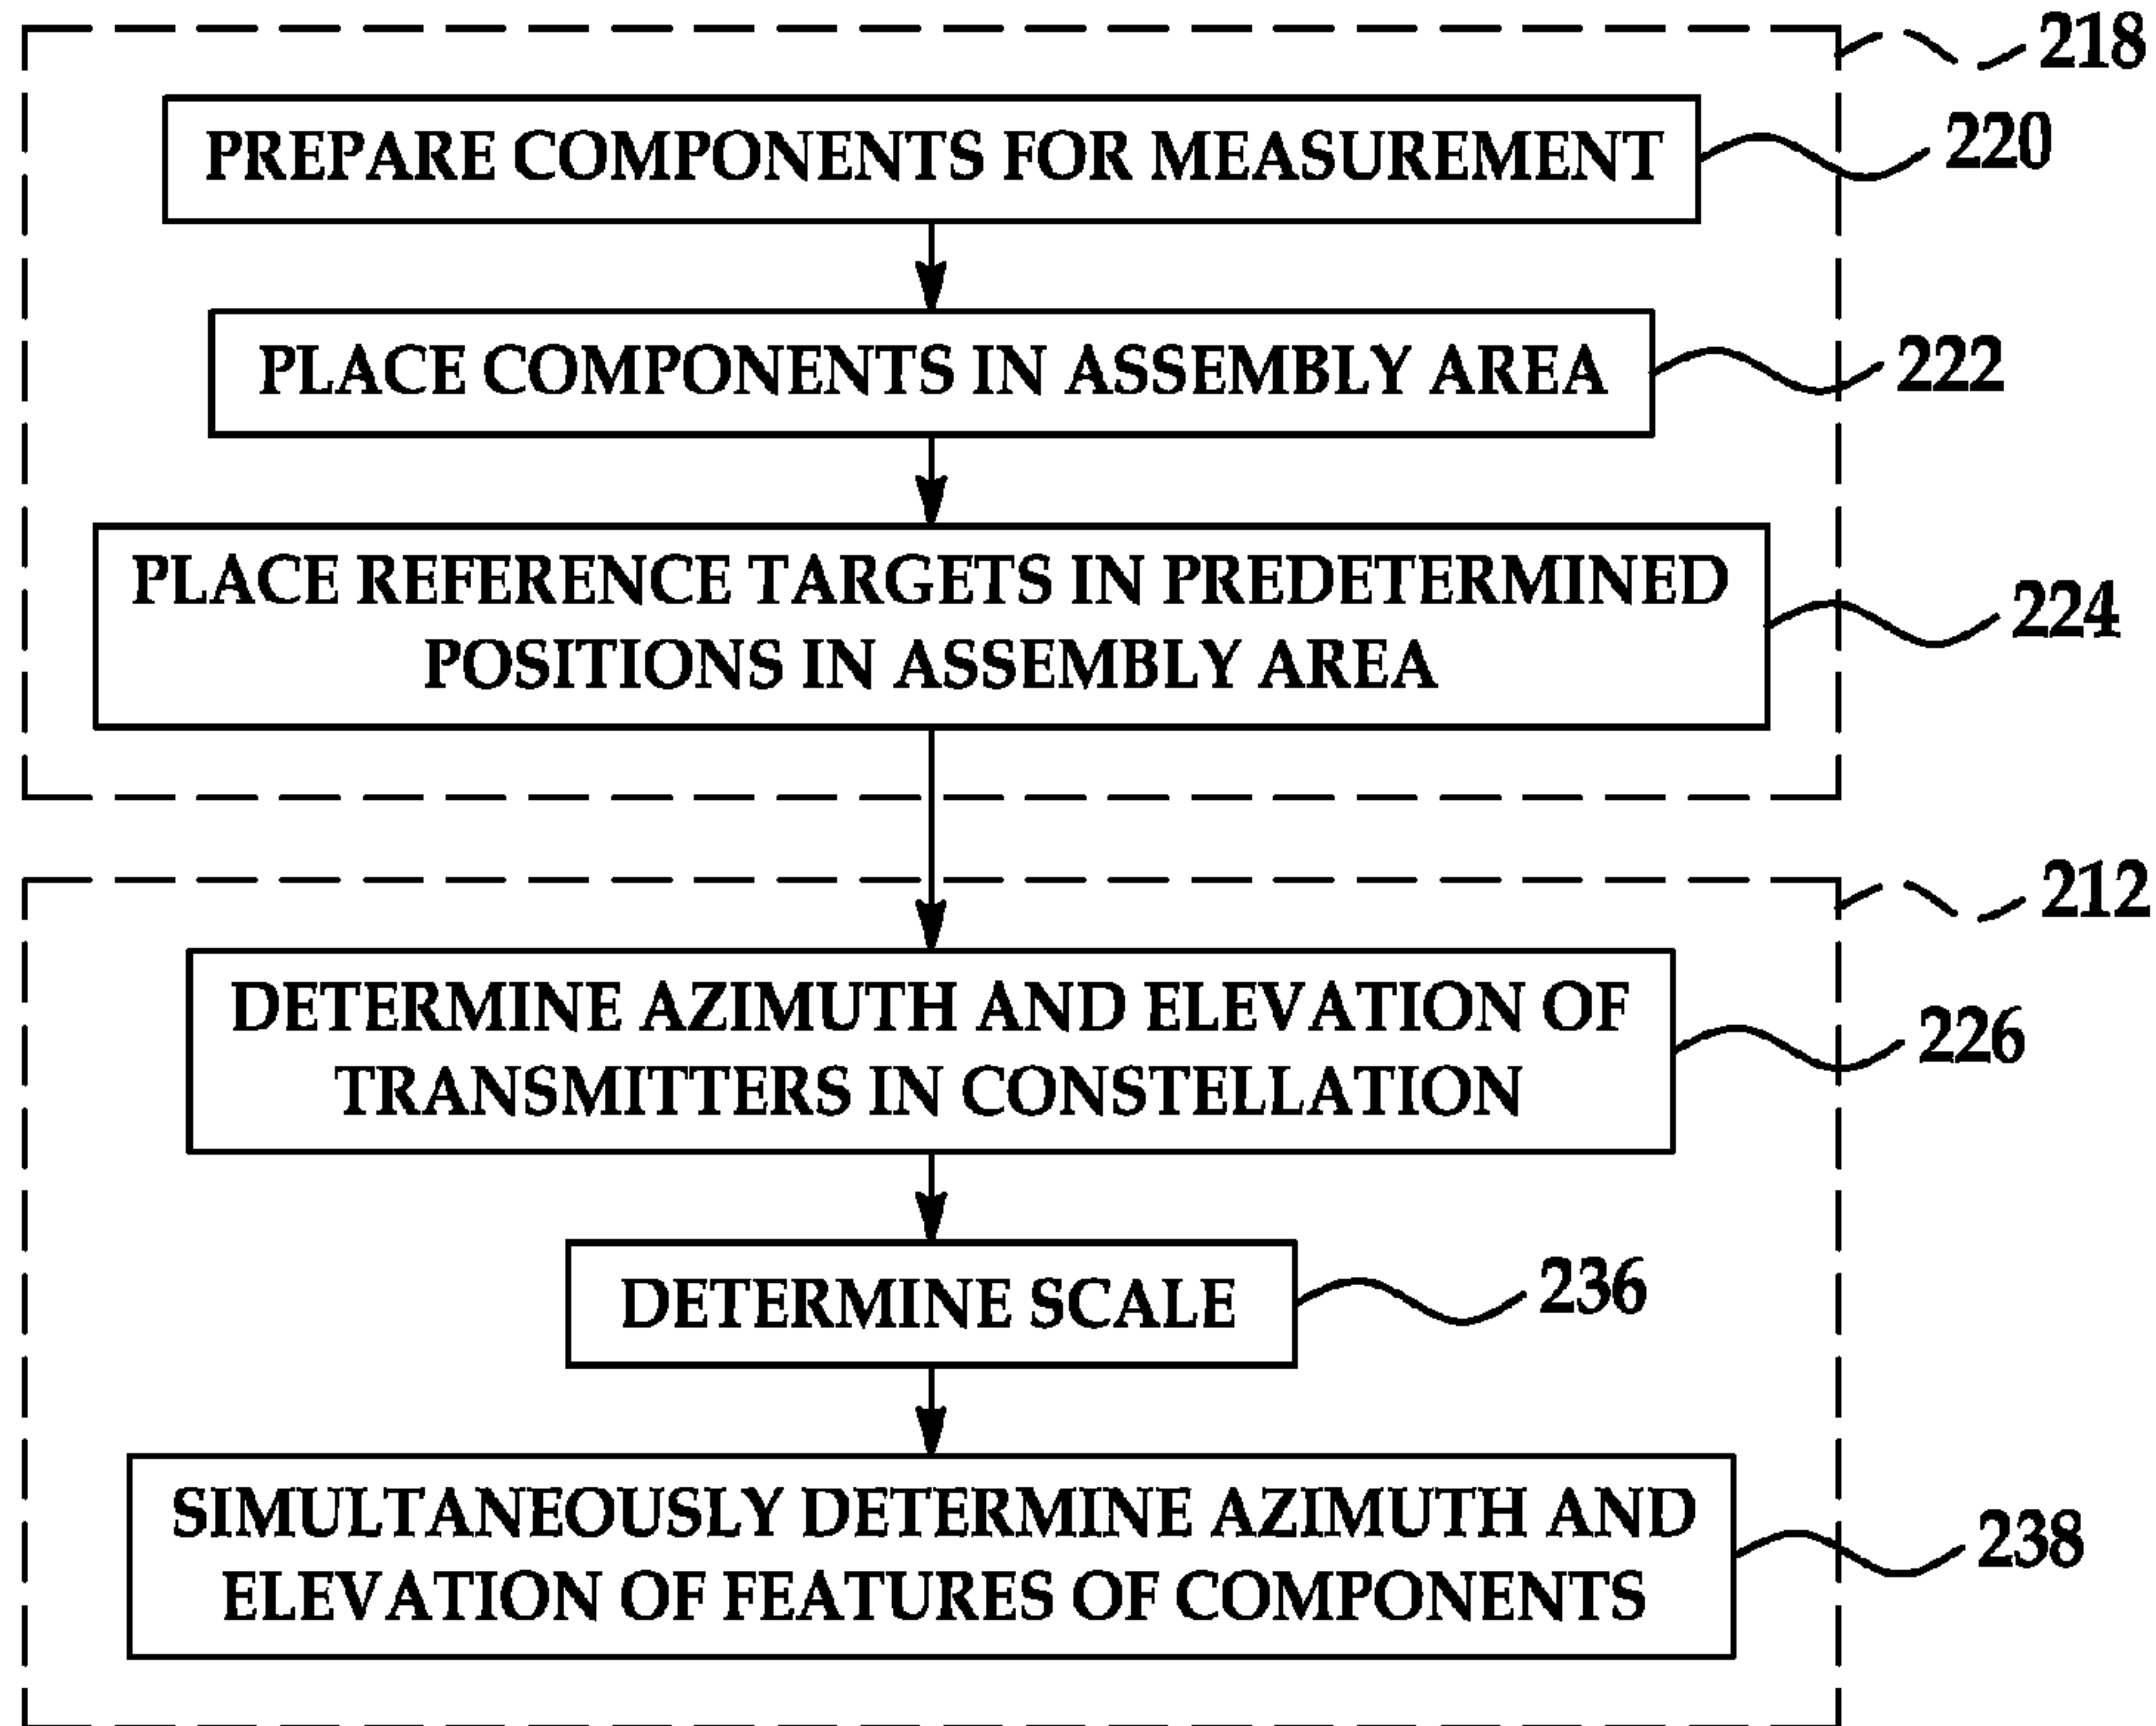 218
PREPARE COMPONENTS FOR MEASUREMENT
220
PLACE COMPONENTS IN ASSEMBLY AREA
222
PLACE REFERENCE TARGETS IN PREDETERMINED
POSITIONS IN ASSEMBLY AREA
224
212
DETERMINE AZIMUTH AND ELEVATION OF
TRANSMITTERS IN CONSTELLATION
226
DETERMINE SCALE
236
SIMULTANEOUSLY DETERMINE AZIMUTH AND
ELEVATION OF FEATURES OF COMPONENTS
238